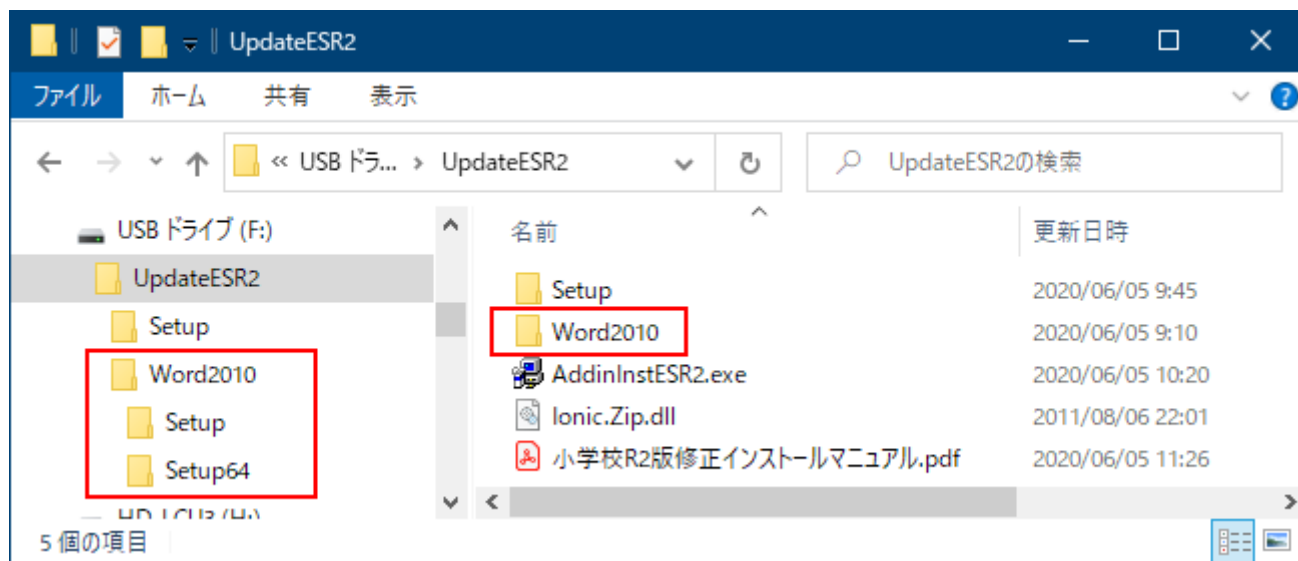 UpdateESR2
ファイル ホーム 共有 表示
« USB ドラ... › UpdateESR2 UpdateESR2の検索
USB ドライブ (F:)
UpdateESR2
Setup
Word2010
Setup
Setup64
名前 更新日時
Setup 2020/06/05 9:45
Word2010 2020/06/05 9:10
AddinInstESR2.exe 2020/06/05 10:20
Ionic.Zip.dll 2011/08/06 22:01
小学校R2版修正インストールマニュアル.pdf 2020/06/05 11:26
5 個の項目